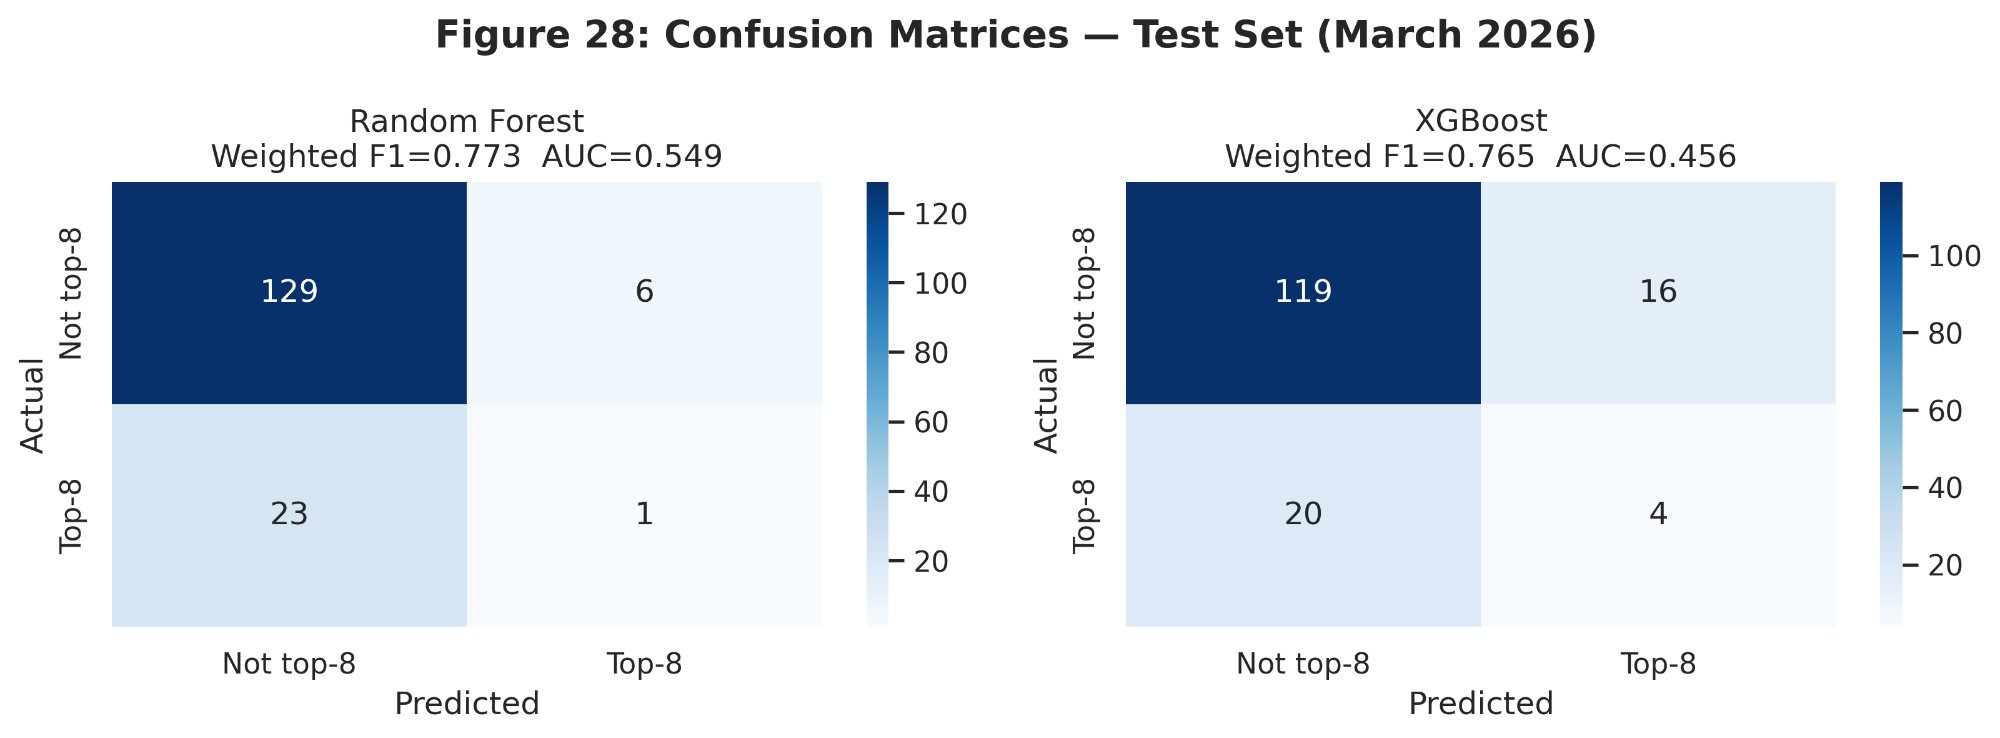 Figure 28: Confusion Matrices — Test Set (March 2026)
Random Forest
Weighted F1=0.773  AUC=0.549
Actual
Not top-8
Top-8
129
6
23
1
Not top-8
Top-8
Predicted
120
100
80
60
40
20
XGBoost
Weighted F1=0.765  AUC=0.456
Actual
Not top-8
Top-8
119
16
20
4
Not top-8
Top-8
Predicted
100
80
60
40
20